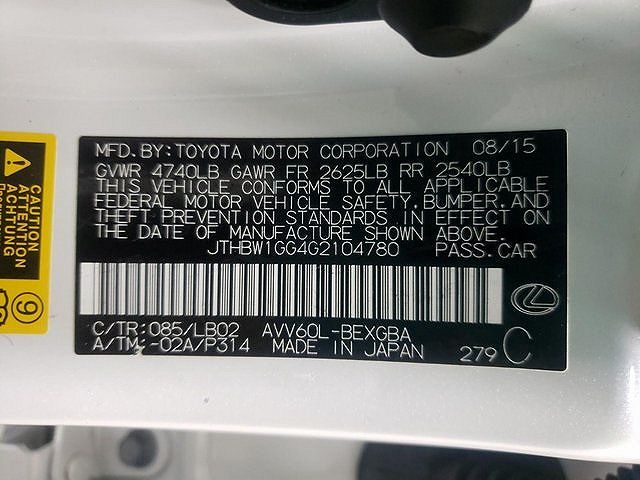 MFD. BY: TOYOTA MOTOR CORPORATION 08/15
GVWR 4740LB GAWR FR 2625LB RR 2540LB
THIS VEHICLE CONFORMS TO ALL APPLICABLE
FEDERAL MOTOR VEHICLE SAFETY, BUMPER, AND
THEFT PREVENTION STANDARDS IN EFFECT ON
THE DATE OF MANUFACTURE SHOWN ABOVE.
JTHBW1GG4G2104780 PASS. CAR
C/TR: 085/LB02 AVV60L-BEXGBA
A/TM: -02A/P314 MADE IN JAPAN 279 C
CAUTION
ATTENTION
ACHTUNG
9